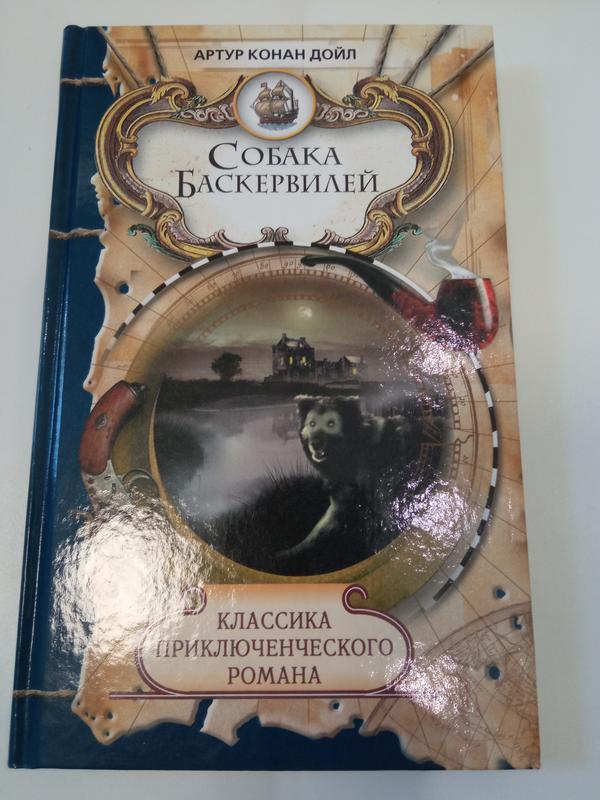 АРТУР КОНАН ДОЙЛ
СОБАКА
БАСКЕРВИЛЕЙ
КЛАССИКА
ПРИКЛЮЧЕНЧЕСКОГО
РОМАНА